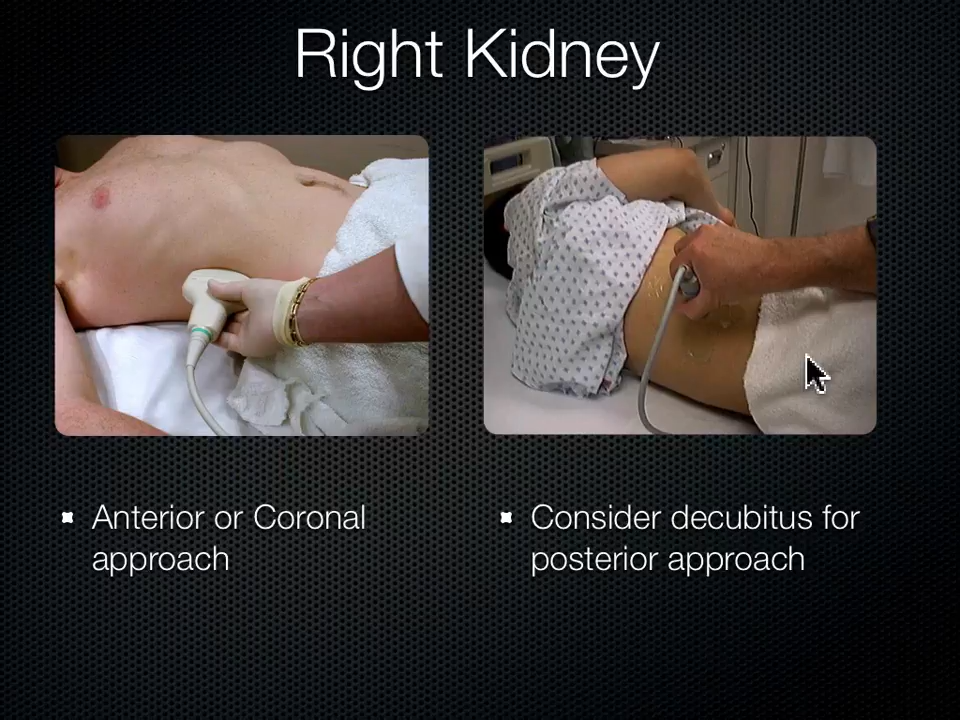 Right Kidney
Anterior or Coronal
approach
Consider decubitus for
posterior approach